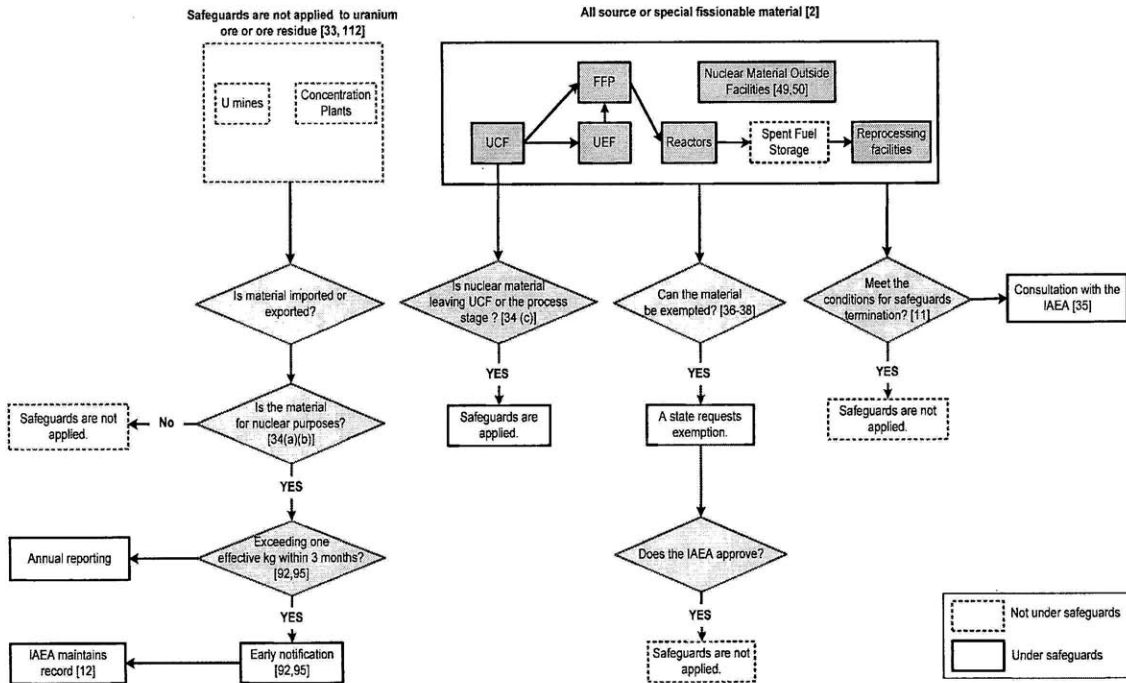 Safeguards are not applied to uranium
ore or ore residue [33, 112]
U mines
Concentration
Plants
All source or special fissionable material [2]
FFP
Nuclear Material Outside
Facilities [49,50]
UCF
UEF
Reactors
Spent Fuel
Storage
Reprocessing
facilities
Is material imported or
exported?
Is nuclear material
leaving UCF or the process
stage ? [34 (c)]
Can the material
be exempted? [36-38]
Meet the
conditions for safeguards
termination? [11]
Consultation with the
IAEA [35]
YES
YES
YES
Safeguards are not
applied.
No
Is the material
for nuclear purposes?
[34(a)(b)]
Safeguards are
applied.
A state requests
exemption.
Safeguards are not
applied.
YES
Annual reporting
Exceeding one
effective kg within 3 months?
[92,95]
Does the IAEA approve?
YES
YES
IAEA maintains
record [12]
Early notification
[92,95]
Safeguards are not
applied.
Not under safeguards
Under safeguards